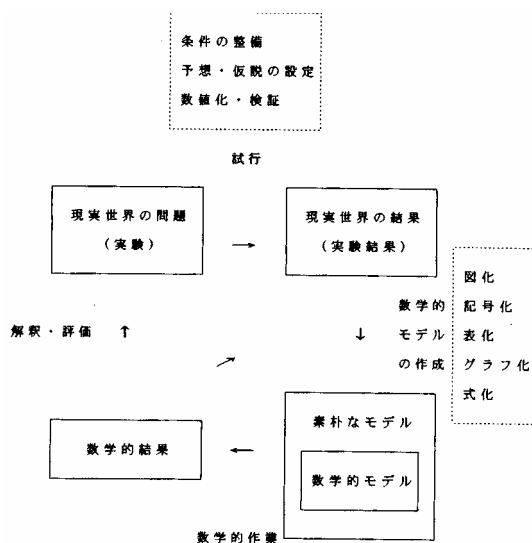 条件の整備
予想・仮説の設定
数値化・検証
試行
現実世界の問題
(実験)
→
現実世界の結果
(実験結果)
解釈・評価 ↑
↓
数学的
モデル
の作成
図化
記号化
表化
グラフ化
式化
数学的結果
←
素朴なモデル
数学的モデル
数学的作業